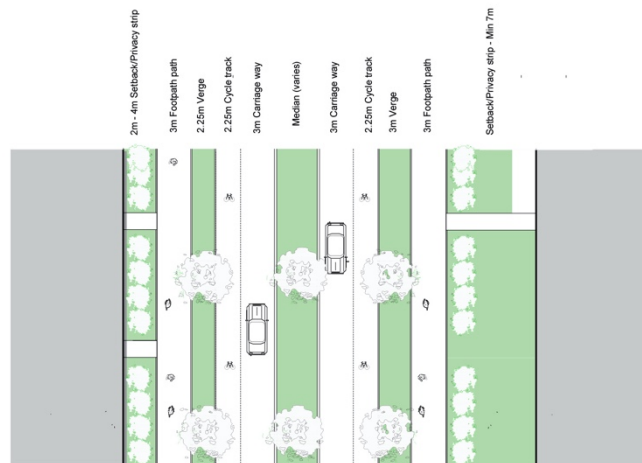 2m - 4m Setback/Privacy strip
3m Footpath path
2.25m Verge
2.25m Cycle track
3m Carriage way
Median (varies)
3m Carriage way
2.25m Cycle track
3m Verge
3m Footpath path
Setback/Privacy strip - Min 7m